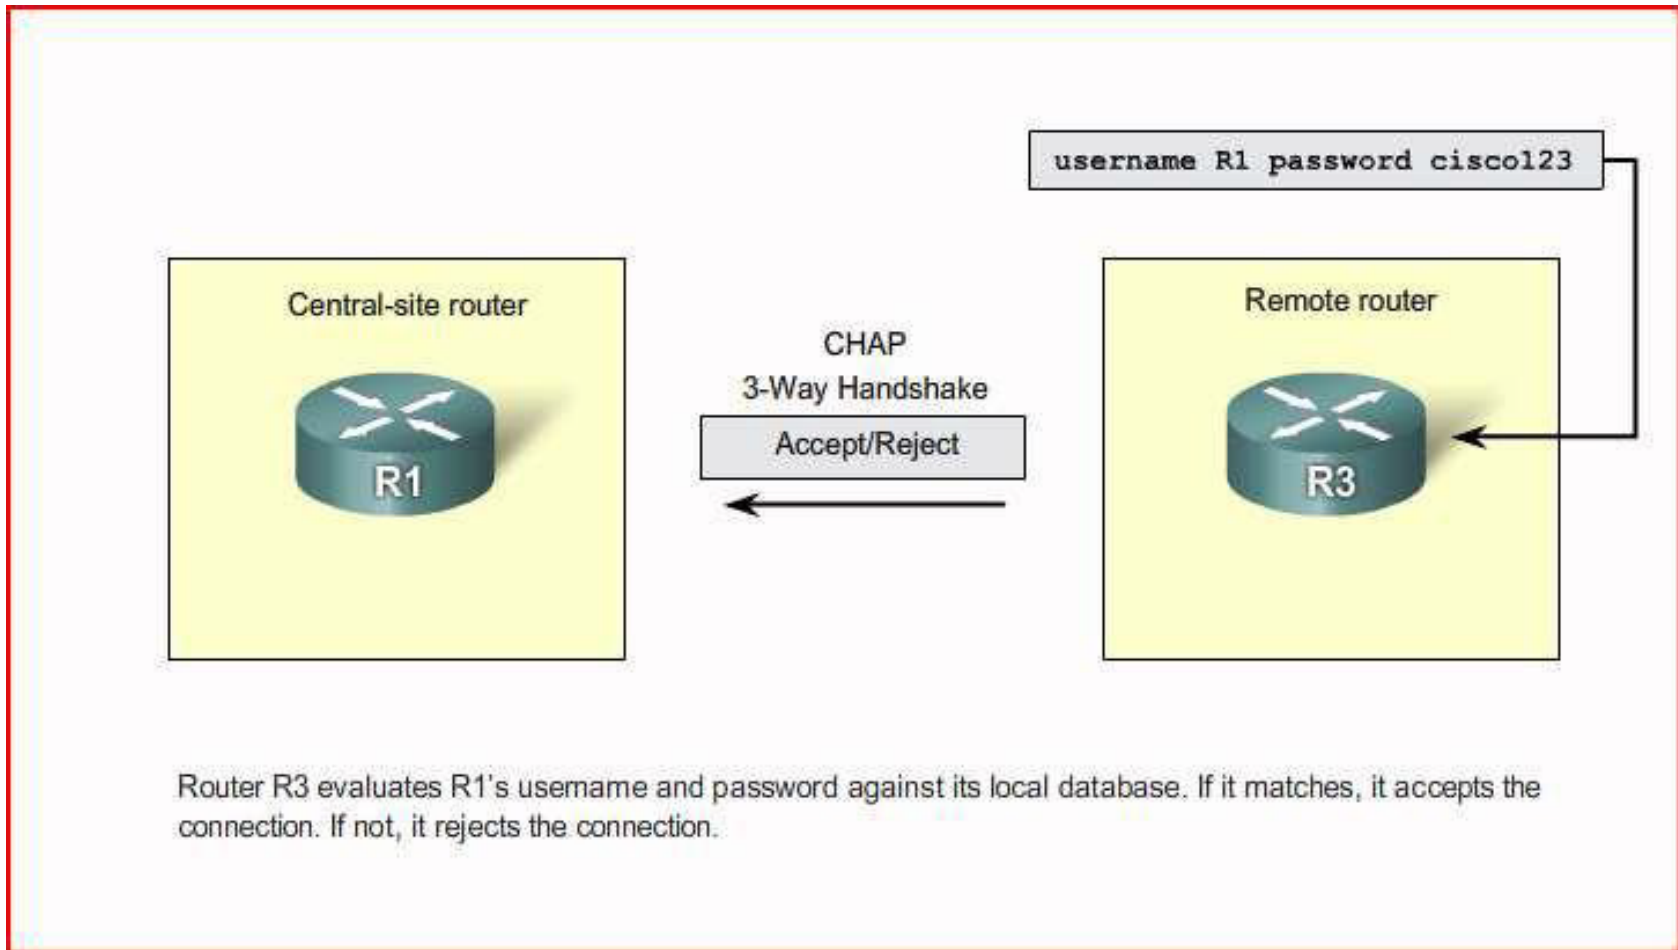 username R1 password cisco123
Central-site router
Remote router
CHAP
3-Way Handshake
Accept/Reject
R1
R3
Router R3 evaluates R1's username and password against its local database. If it matches, it accepts the
connection. If not, it rejects the connection.